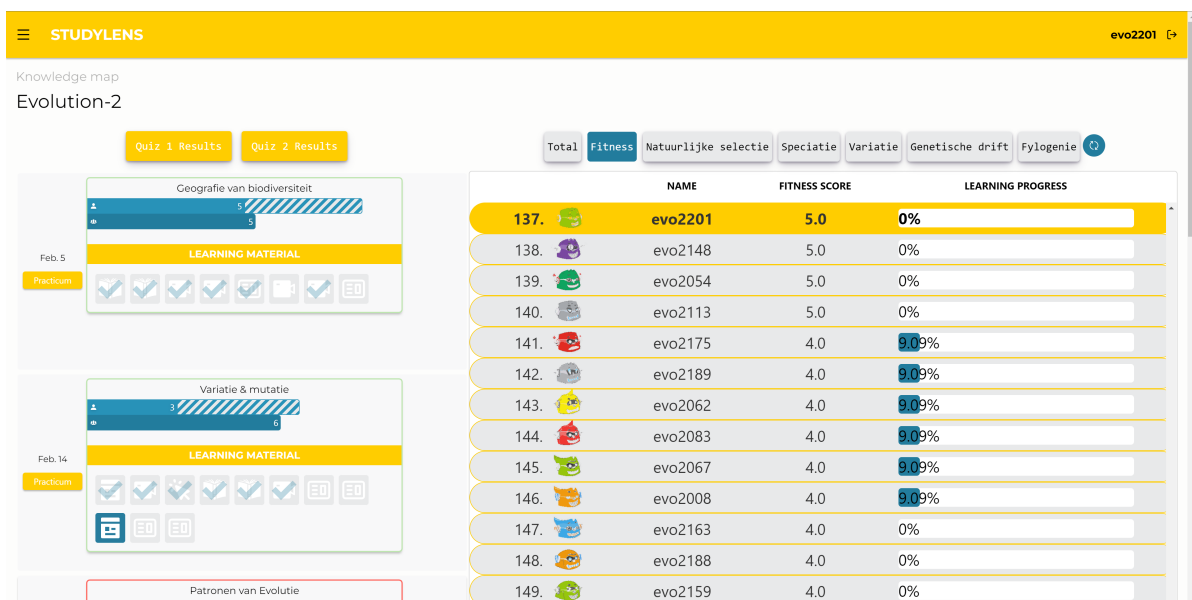 STUDYLENS
evo2201
Knowledge map
Evolution-2
Quiz 1 Results Quiz 2 Results
Geografie van biodiversiteit
5
5
LEARNING MATERIAL
Feb. 5
Practicum
Variatie & mutatie
3
6
LEARNING MATERIAL
Feb. 14
Practicum
Patronen van Evolutie
Total Fitness Natuurlijke selectie Speciatie Variatie Genetische drift Fylogenie
NAME FITNESS SCORE LEARNING PROGRESS
137. evo2201 5.0 0%
138. evo2148 5.0 0%
139. evo2054 5.0 0%
140. evo2113 5.0 0%
141. evo2175 4.0 9.09%
142. evo2189 4.0 9.09%
143. evo2062 4.0 9.09%
144. evo2083 4.0 9.09%
145. evo2067 4.0 9.09%
146. evo2008 4.0 9.09%
147. evo2163 4.0 0%
148. evo2188 4.0 0%
149. evo2159 4.0 0%